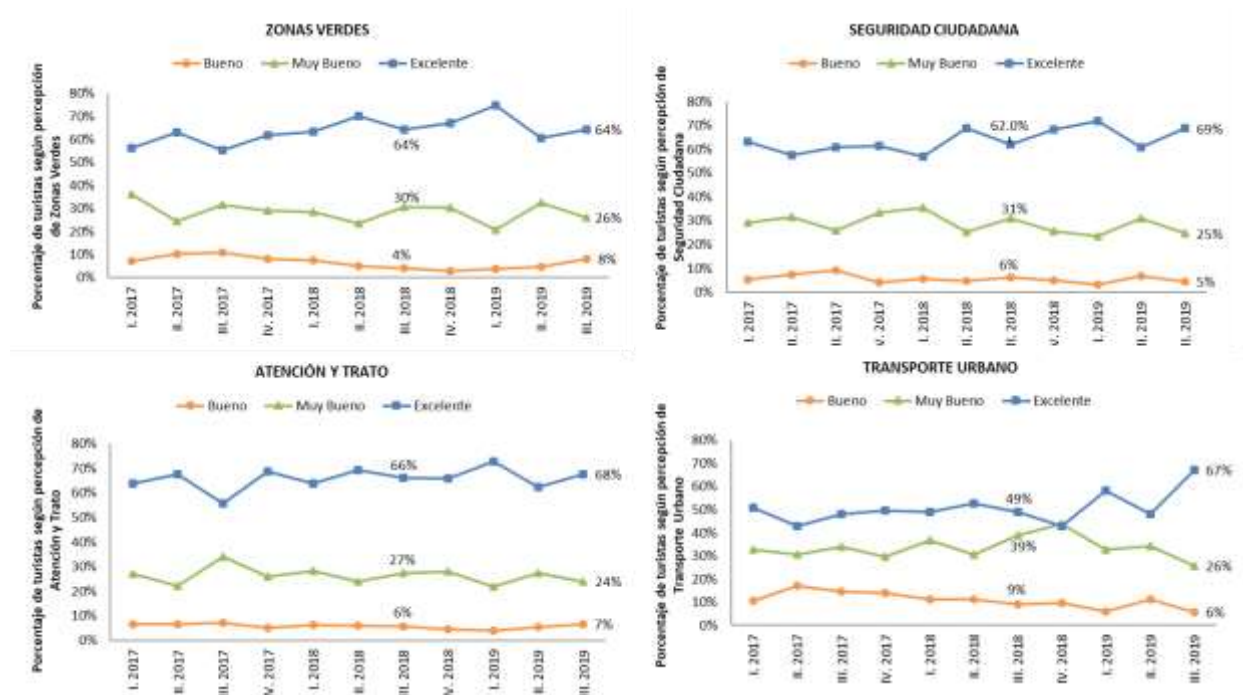 ZONAS VERDES
Bueno Muy Bueno Excelente
Porcentaje de turistas según percepción
de Zonas Verdes
80%
70%
60%
50%
40%
30%
20%
10%
0%
64%
30%
4%
64%
26%
8%
I. 2017
II. 2017
III. 2017
IV. 2017
I. 2018
II. 2018
III. 2018
IV. 2018
I. 2019
II. 2019
III. 2019
SEGURIDAD CIUDADANA
Bueno Muy Bueno Excelente
Porcentaje de turistas según percepción de
Seguridad Ciudadana
80%
70%
60%
50%
40%
30%
20%
10%
0%
62.0%
31%
6%
69%
25%
5%
I. 2017
II. 2017
II. 2017
V. 2017
I. 2018
II. 2018
II. 2018
V. 2018
I. 2019
II. 2019
II. 2019
ATENCIÓN Y TRATO
Bueno Muy Bueno Excelente
Porcentaje de turistas según percepción de
Atención y Trato
80%
70%
60%
50%
40%
30%
20%
10%
0%
66%
27%
6%
68%
24%
7%
I. 2017
II. 2017
III. 2017
IV. 2017
I. 2018
II. 2018
III. 2018
IV. 2018
I. 2019
II. 2019
III. 2019
TRANSPORTE URBANO
Bueno Muy Bueno Excelente
Porcentaje de turistas según percepción de
Transporte Urbano
80%
70%
60%
50%
40%
30%
20%
10%
0%
49%
39%
9%
67%
26%
6%
I. 2017
II. 2017
III. 2017
IV. 2017
I. 2018
II. 2018
III. 2018
IV. 2018
I. 2019
II. 2019
III. 2019